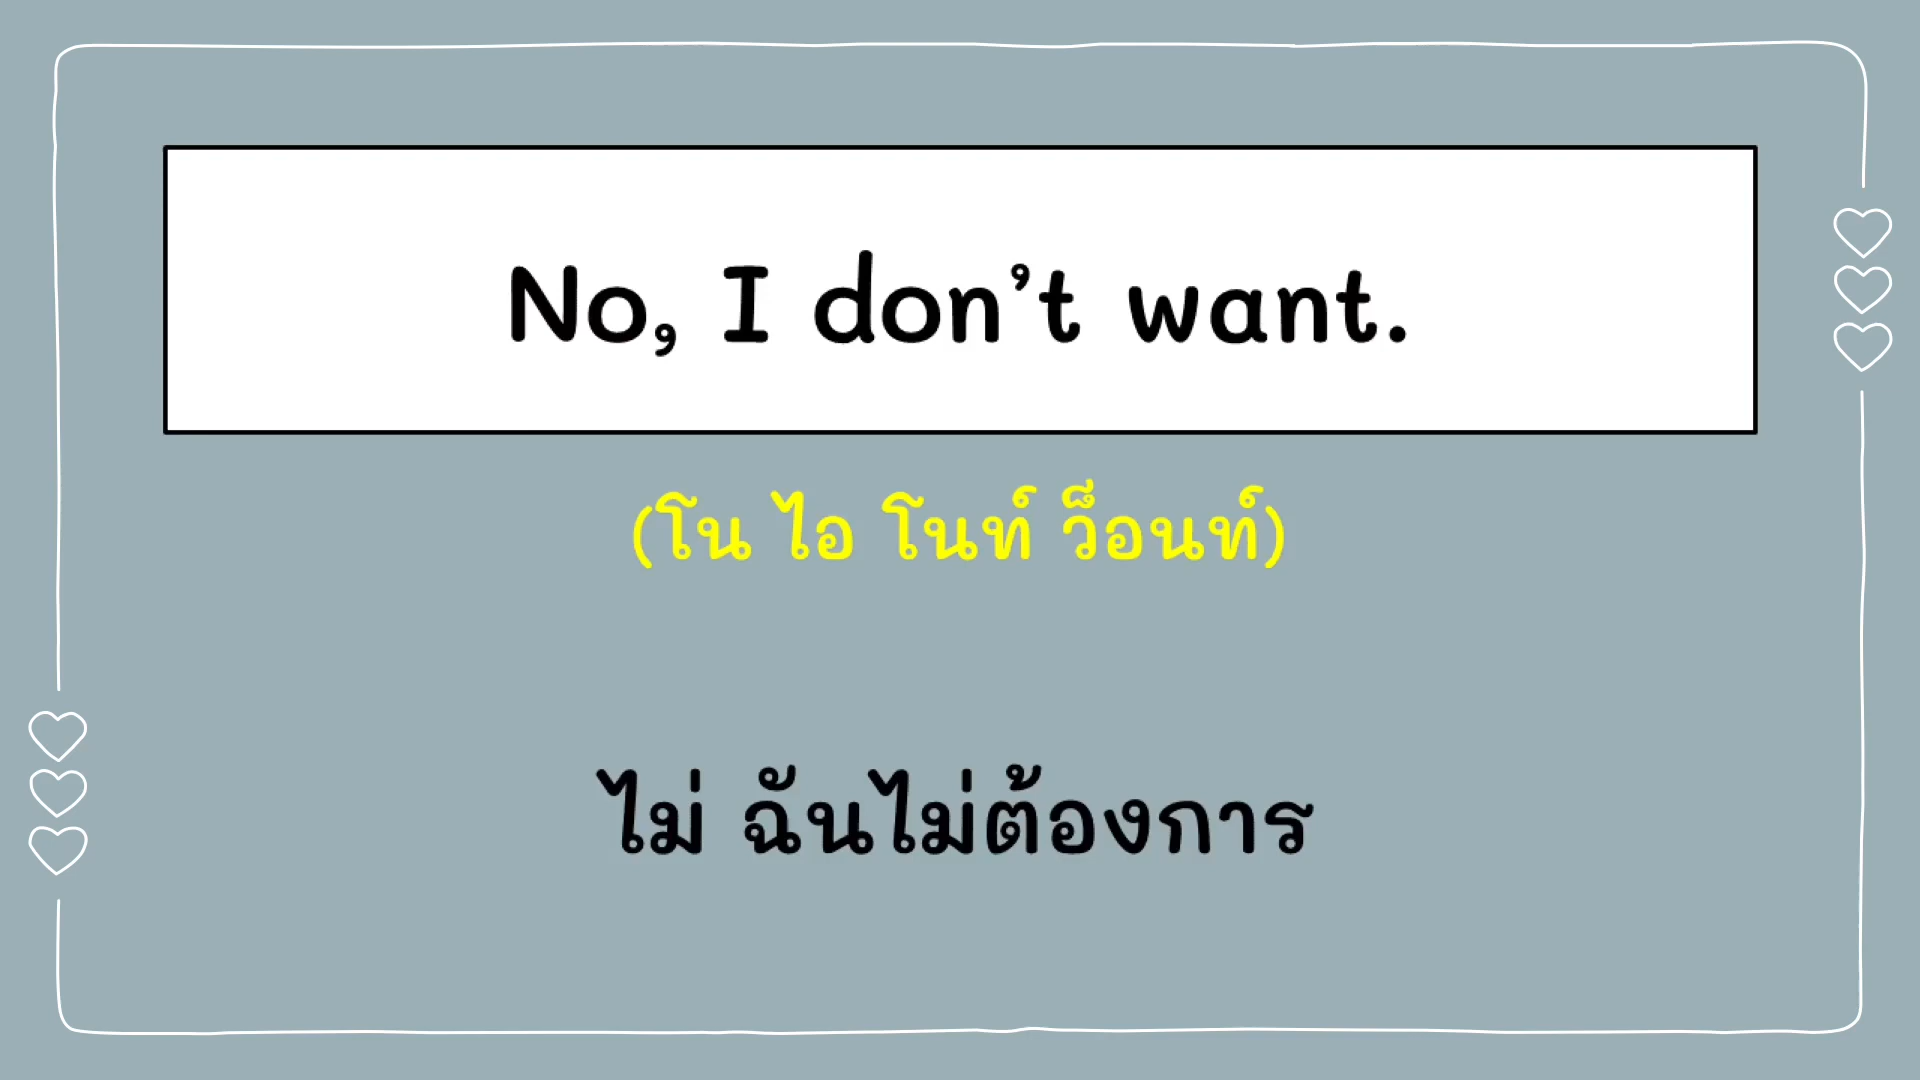 No, I don’t want.
(โน ไอ โนท์ ว็อนท์)
ไม่ ฉันไม่ต้องการ